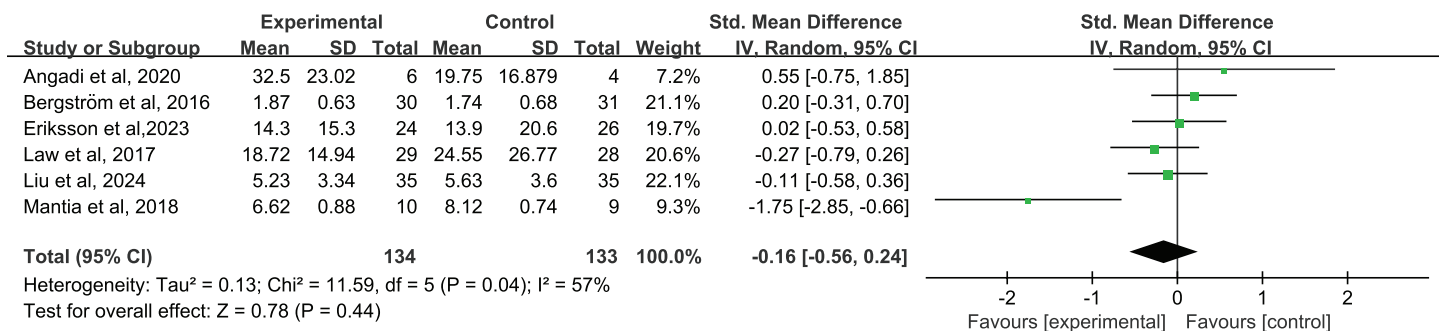 Experimental Control Std. Mean Difference Std. Mean Difference
Study or Subgroup Mean SD Total Mean SD Total Weight IV, Random, 95% CI IV, Random, 95% CI
Angadi et al, 2020 32.5 23.02 6 19.75 16.879 4 7.2% 0.55 [-0.75, 1.85]
Bergström et al, 2016 1.87 0.63 30 1.74 0.68 31 21.1% 0.20 [-0.31, 0.70]
Eriksson et al,2023 14.3 15.3 24 13.9 20.6 26 19.7% 0.02 [-0.53, 0.58]
Law et al, 2017 18.72 14.94 29 24.55 26.77 28 20.6% -0.27 [-0.79, 0.26]
Liu et al, 2024 5.23 3.34 35 5.63 3.6 35 22.1% -0.11 [-0.58, 0.36]
Mantia et al, 2018 6.62 0.88 10 8.12 0.74 9 9.3% -1.75 [-2.85, -0.66]
Total (95% CI) 134 133 100.0% -0.16 [-0.56, 0.24]
Heterogeneity: Tau² = 0.13; Chi² = 11.59, df = 5 (P = 0.04); I² = 57%
Test for overall effect: Z = 0.78 (P = 0.44)
-2 -1 0 1 2
Favours [experimental] Favours [control]